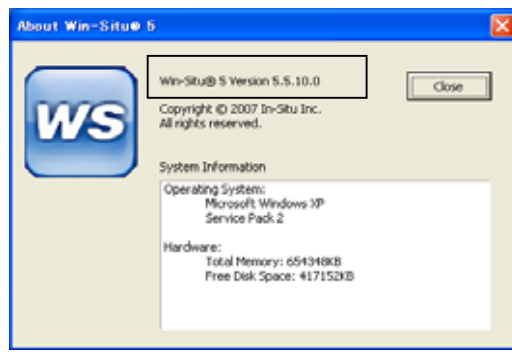 About Win-Situ® 5
WS
Win-Situ® 5 Version 5.5.10.0
Close
Copyright © 2007 In-Situ Inc.
All rights reserved.
System Information
Operating System:
Microsoft Windows XP
Service Pack 2
Hardware:
Total Memory: 654348KB
Free Disk Space: 417152KB